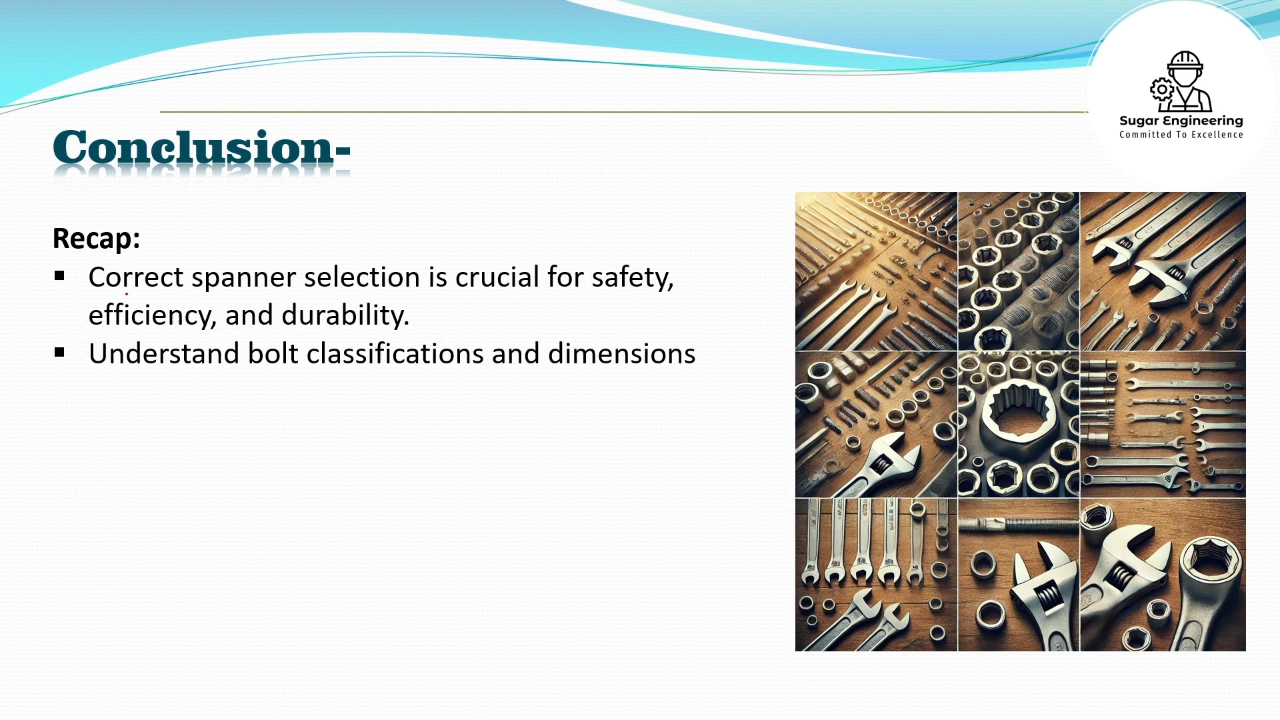 Sugar Engineering
Committed To Excellence
Conclusion-
Recap:
▪ Correct spanner selection is crucial for safety,
efficiency, and durability.
▪ Understand bolt classifications and dimensions